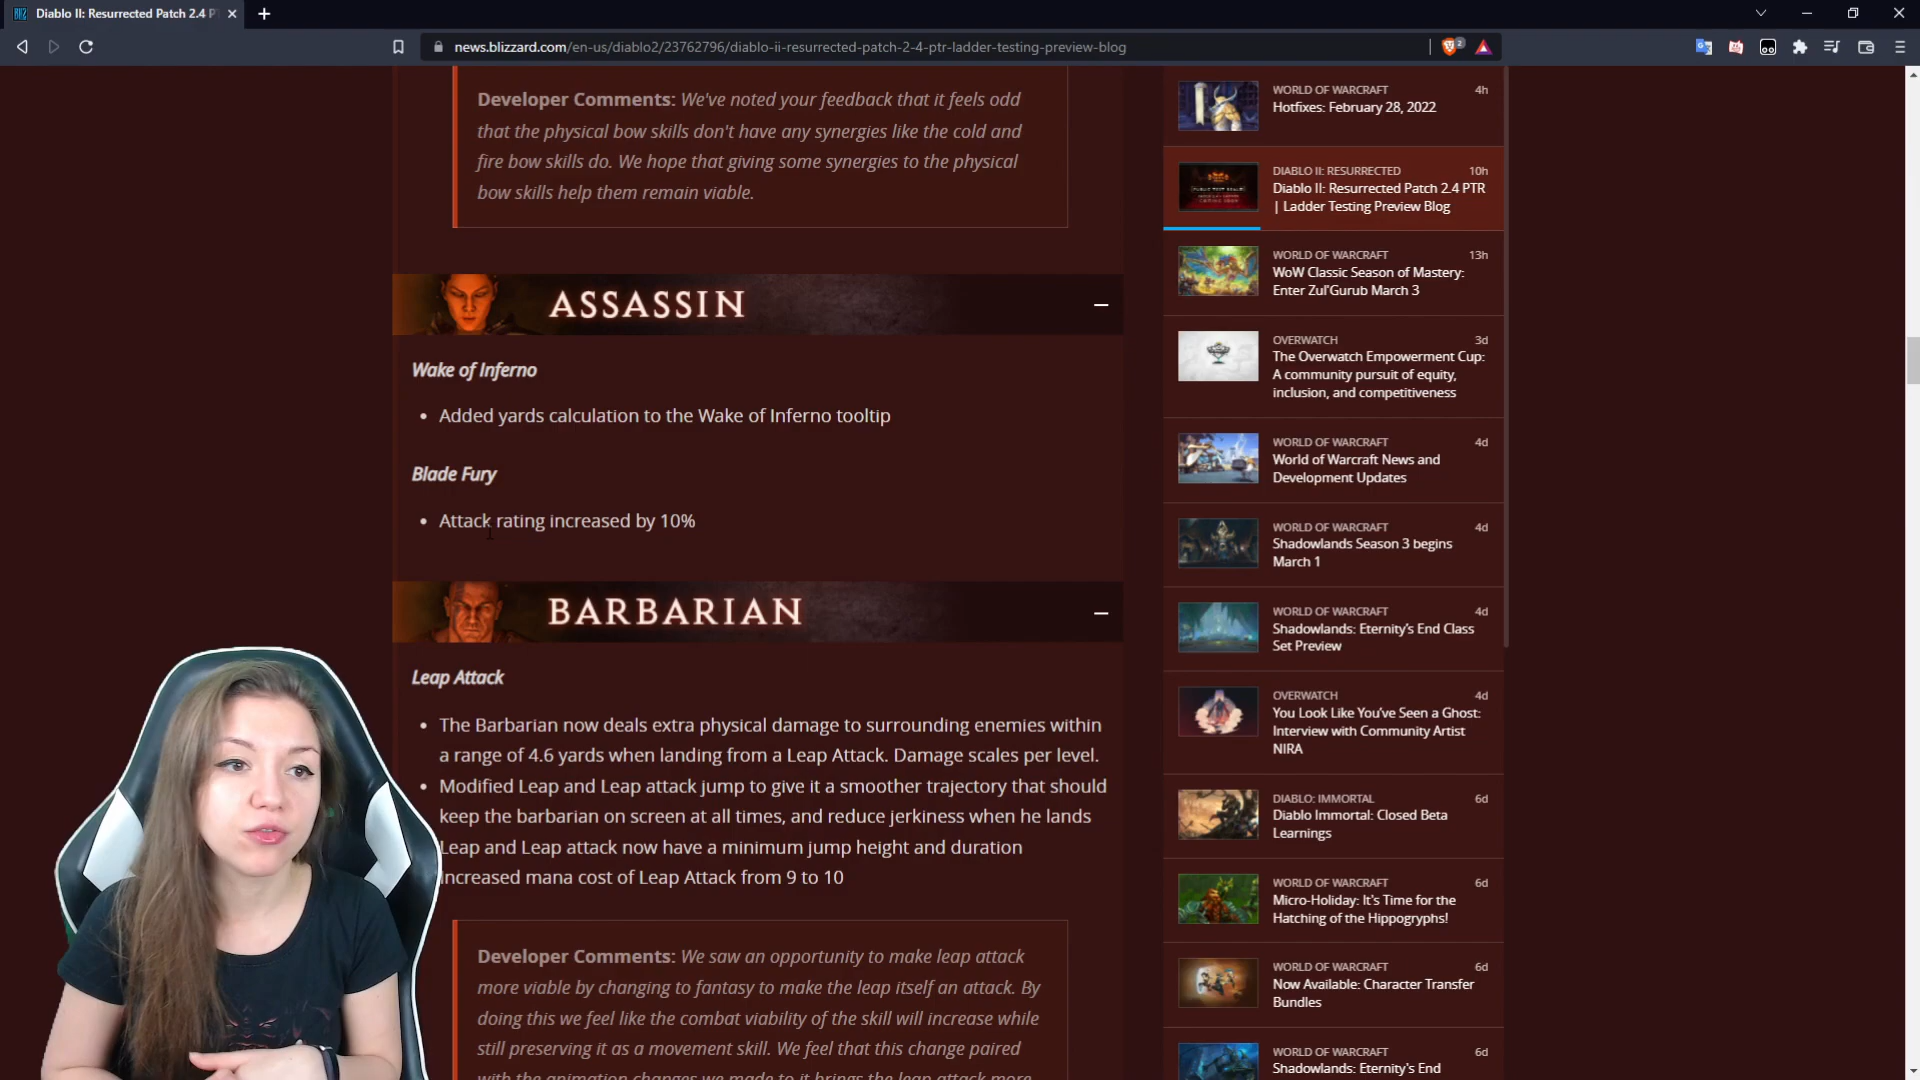 Diablo II: Resurrected Patch 2.4 P
news.blizzard.com/en-us/diablo2/23762796/diablo-ii-resurrected-patch-2-4-ptr-ladder-testing-preview-blog
2
Developer Comments: We've noted your feedback that it feels odd
that the physical bow skills don't have any synergies like the cold and
fire bow skills do. We hope that giving some synergies to the physical
bow skills help them remain viable.
ASSASSIN
Wake of Inferno
• Added yards calculation to the Wake of Inferno tooltip
Blade Fury
• Attack rating increased by 10%
BARBARIAN
Leap Attack
• The Barbarian now deals extra physical damage to surrounding enemies within
a range of 4.6 yards when landing from a Leap Attack. Damage scales per level.
• Modified Leap and Leap attack jump to give it a smoother trajectory that should
keep the barbarian on screen at all times, and reduce jerkiness when he lands
Leap and Leap attack now have a minimum jump height and duration
Increased mana cost of Leap Attack from 9 to 10
Developer Comments: We saw an opportunity to make leap attack
more viable by changing to fantasy to make the leap itself an attack. By
doing this we feel like the combat viability of the skill will increase while
still preserving it as a movement skill. We feel that this change paired
with the animation changes we made to it brings the leap attack more
WORLD OF WARCRAFT 4h
Hotfixes: February 28, 2022
DIABLO II: RESURRECTED 10h
Diablo II: Resurrected Patch 2.4 PTR
| Ladder Testing Preview Blog
WORLD OF WARCRAFT 13h
WoW Classic Season of Mastery:
Enter Zul'Gurub March 3
OVERWATCH 3d
The Overwatch Empowerment Cup:
A community pursuit of equity,
inclusion, and competitiveness
WORLD OF WARCRAFT 4d
World of Warcraft News and
Development Updates
WORLD OF WARCRAFT 4d
Shadowlands Season 3 begins
March 1
WORLD OF WARCRAFT 4d
Shadowlands: Eternity's End Class
Set Preview
OVERWATCH 4d
You Look Like You've Seen a Ghost:
Interview with Community Artist
NIRA
DIABLO: IMMORTAL 6d
Diablo Immortal: Closed Beta
Learnings
WORLD OF WARCRAFT 6d
Micro-Holiday: It's Time for the
Hatching of the Hippogryphs!
WORLD OF WARCRAFT 6d
Now Available: Character Transfer
Bundles
WORLD OF WARCRAFT 6d
Shadowlands: Eternity's End